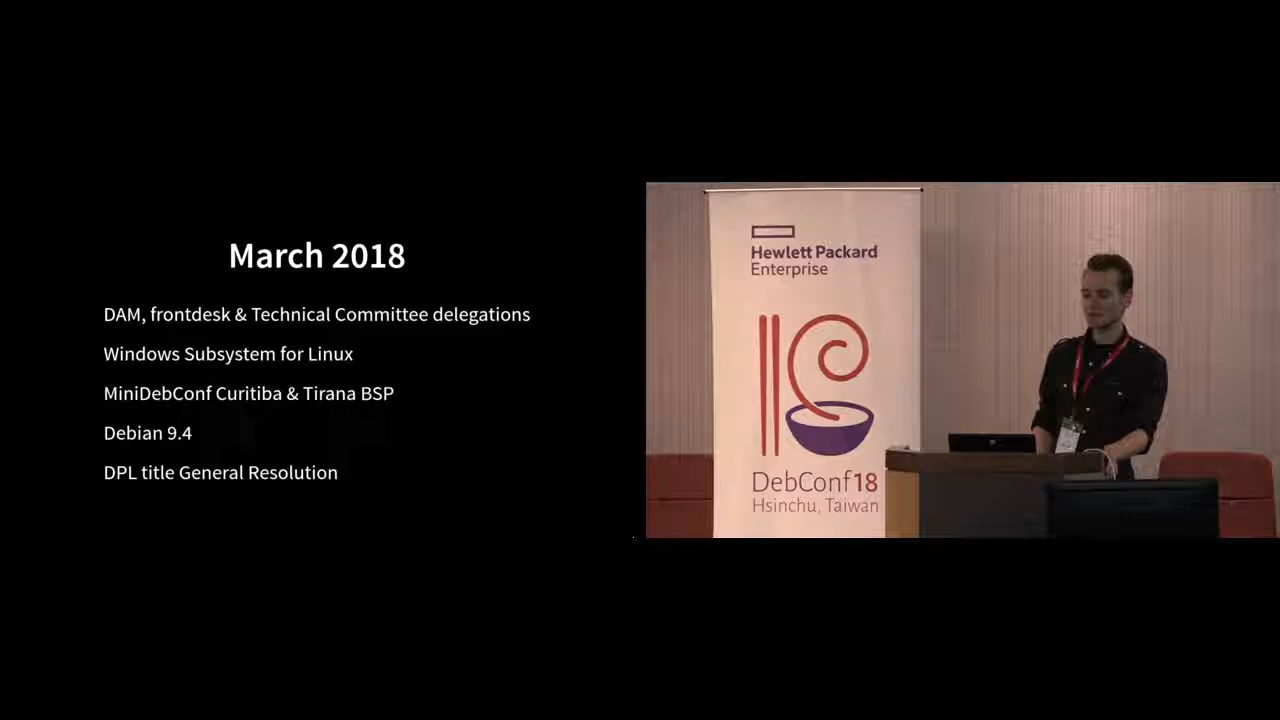 March 2018
DAM, frontdesk & Technical Committee delegations
Windows Subsystem for Linux
MiniDebConf Curitiba & Tirana BSP
Debian 9.4
DPL title General Resolution
Hewlett Packard
Enterprise
DebConf18
Hsinchu, Taiwan